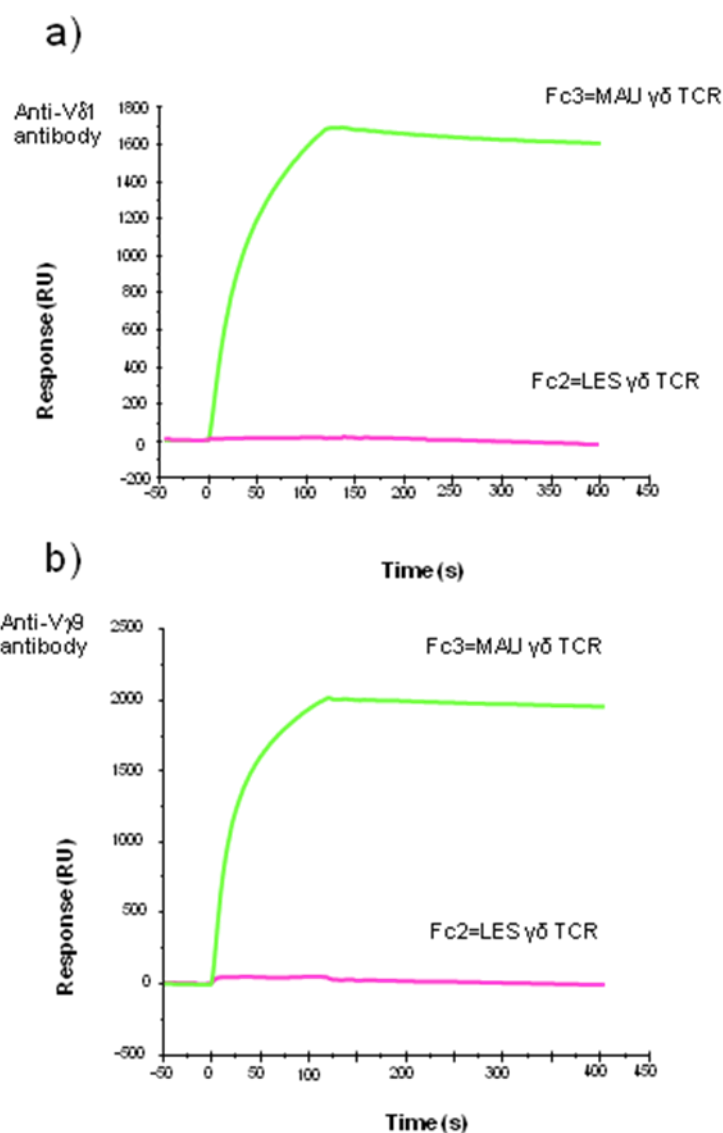 a)
Anti-Vδ1
antibody
Fc3=MAU γδ TCR
1800
1600
1400
1200
1000
800
600
400
200
0
-200
Response (RU)
Fc2=LES γδ TCR
-50 0 50 100 150 200 250 300 350 400 450
Time (s)
b)
Anti-Vγ9
antibody
Fc3=MAU γδ TCR
2500
2000
1500
1000
500
0
-500
Response (RU)
Fc2=LES γδ TCR
-50 0 50 100 200 300 400 450
Time (s)